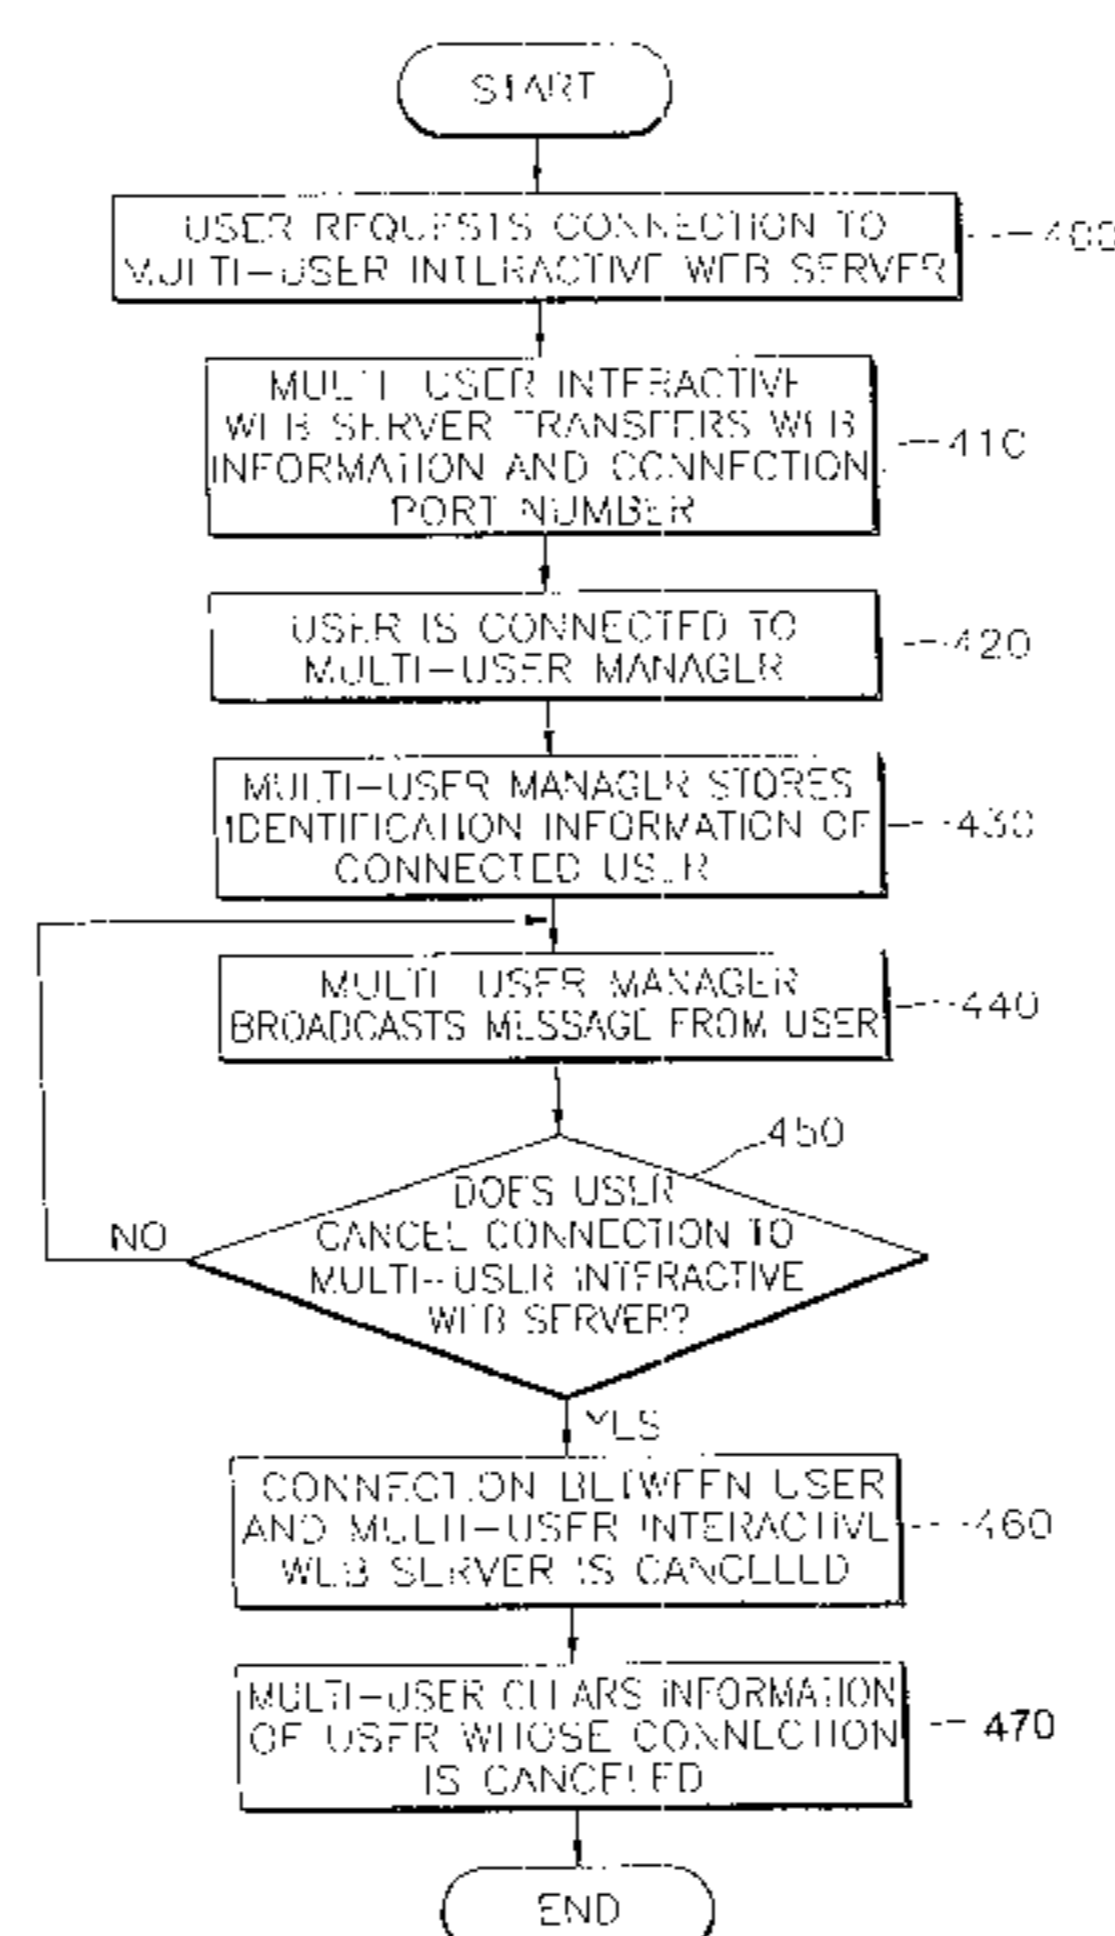 START
USER REQUESTS CONNECTION TO
MULTI-USER INTERACTIVE WEB SERVER
400
MULTI USER INTERACTIVE
WEB SERVER TRANSFERS WEB
INFORMATION AND CONNECTION
PORT NUMBER
410
USER IS CONNECTED TO
MULTI-USER MANAGER
420
MULTI-USER MANAGER STORES
IDENTIFICATION INFORMATION OF
CONNECTED USER
430
MULTI USER MANAGER
BROADCASTS MESSAGE FROM USER
440
450
DOES USER
CANCEL CONNECTION TO
MULTI-USER INTERACTIVE
WEB SERVER?
NO
YES
CONNECTION BETWEEN USER
AND MULTI-USER INTERACTIVE
WEB SERVER IS CANCELED
460
MULTI-USER CLEARS INFORMATION
OF USER WHOSE CONNECTION
IS CANCELED
470
END